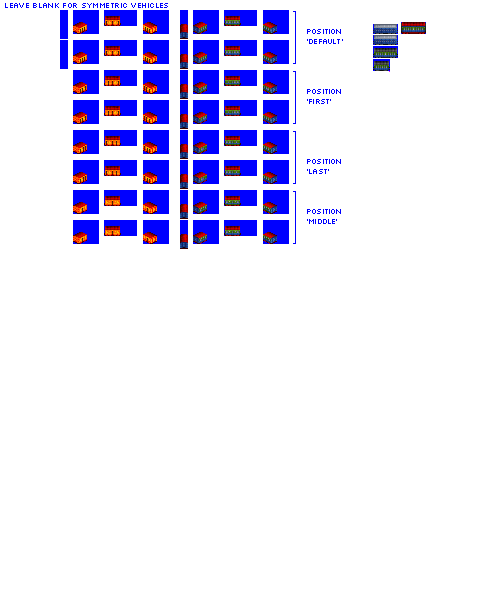 LEAVE BLANK FOR SYMMETRIC VEHICLES
POSITION
'DEFAULT'
POSITION
'FIRST'
POSITION
'LAST'
POSITION
'MIDDLE'